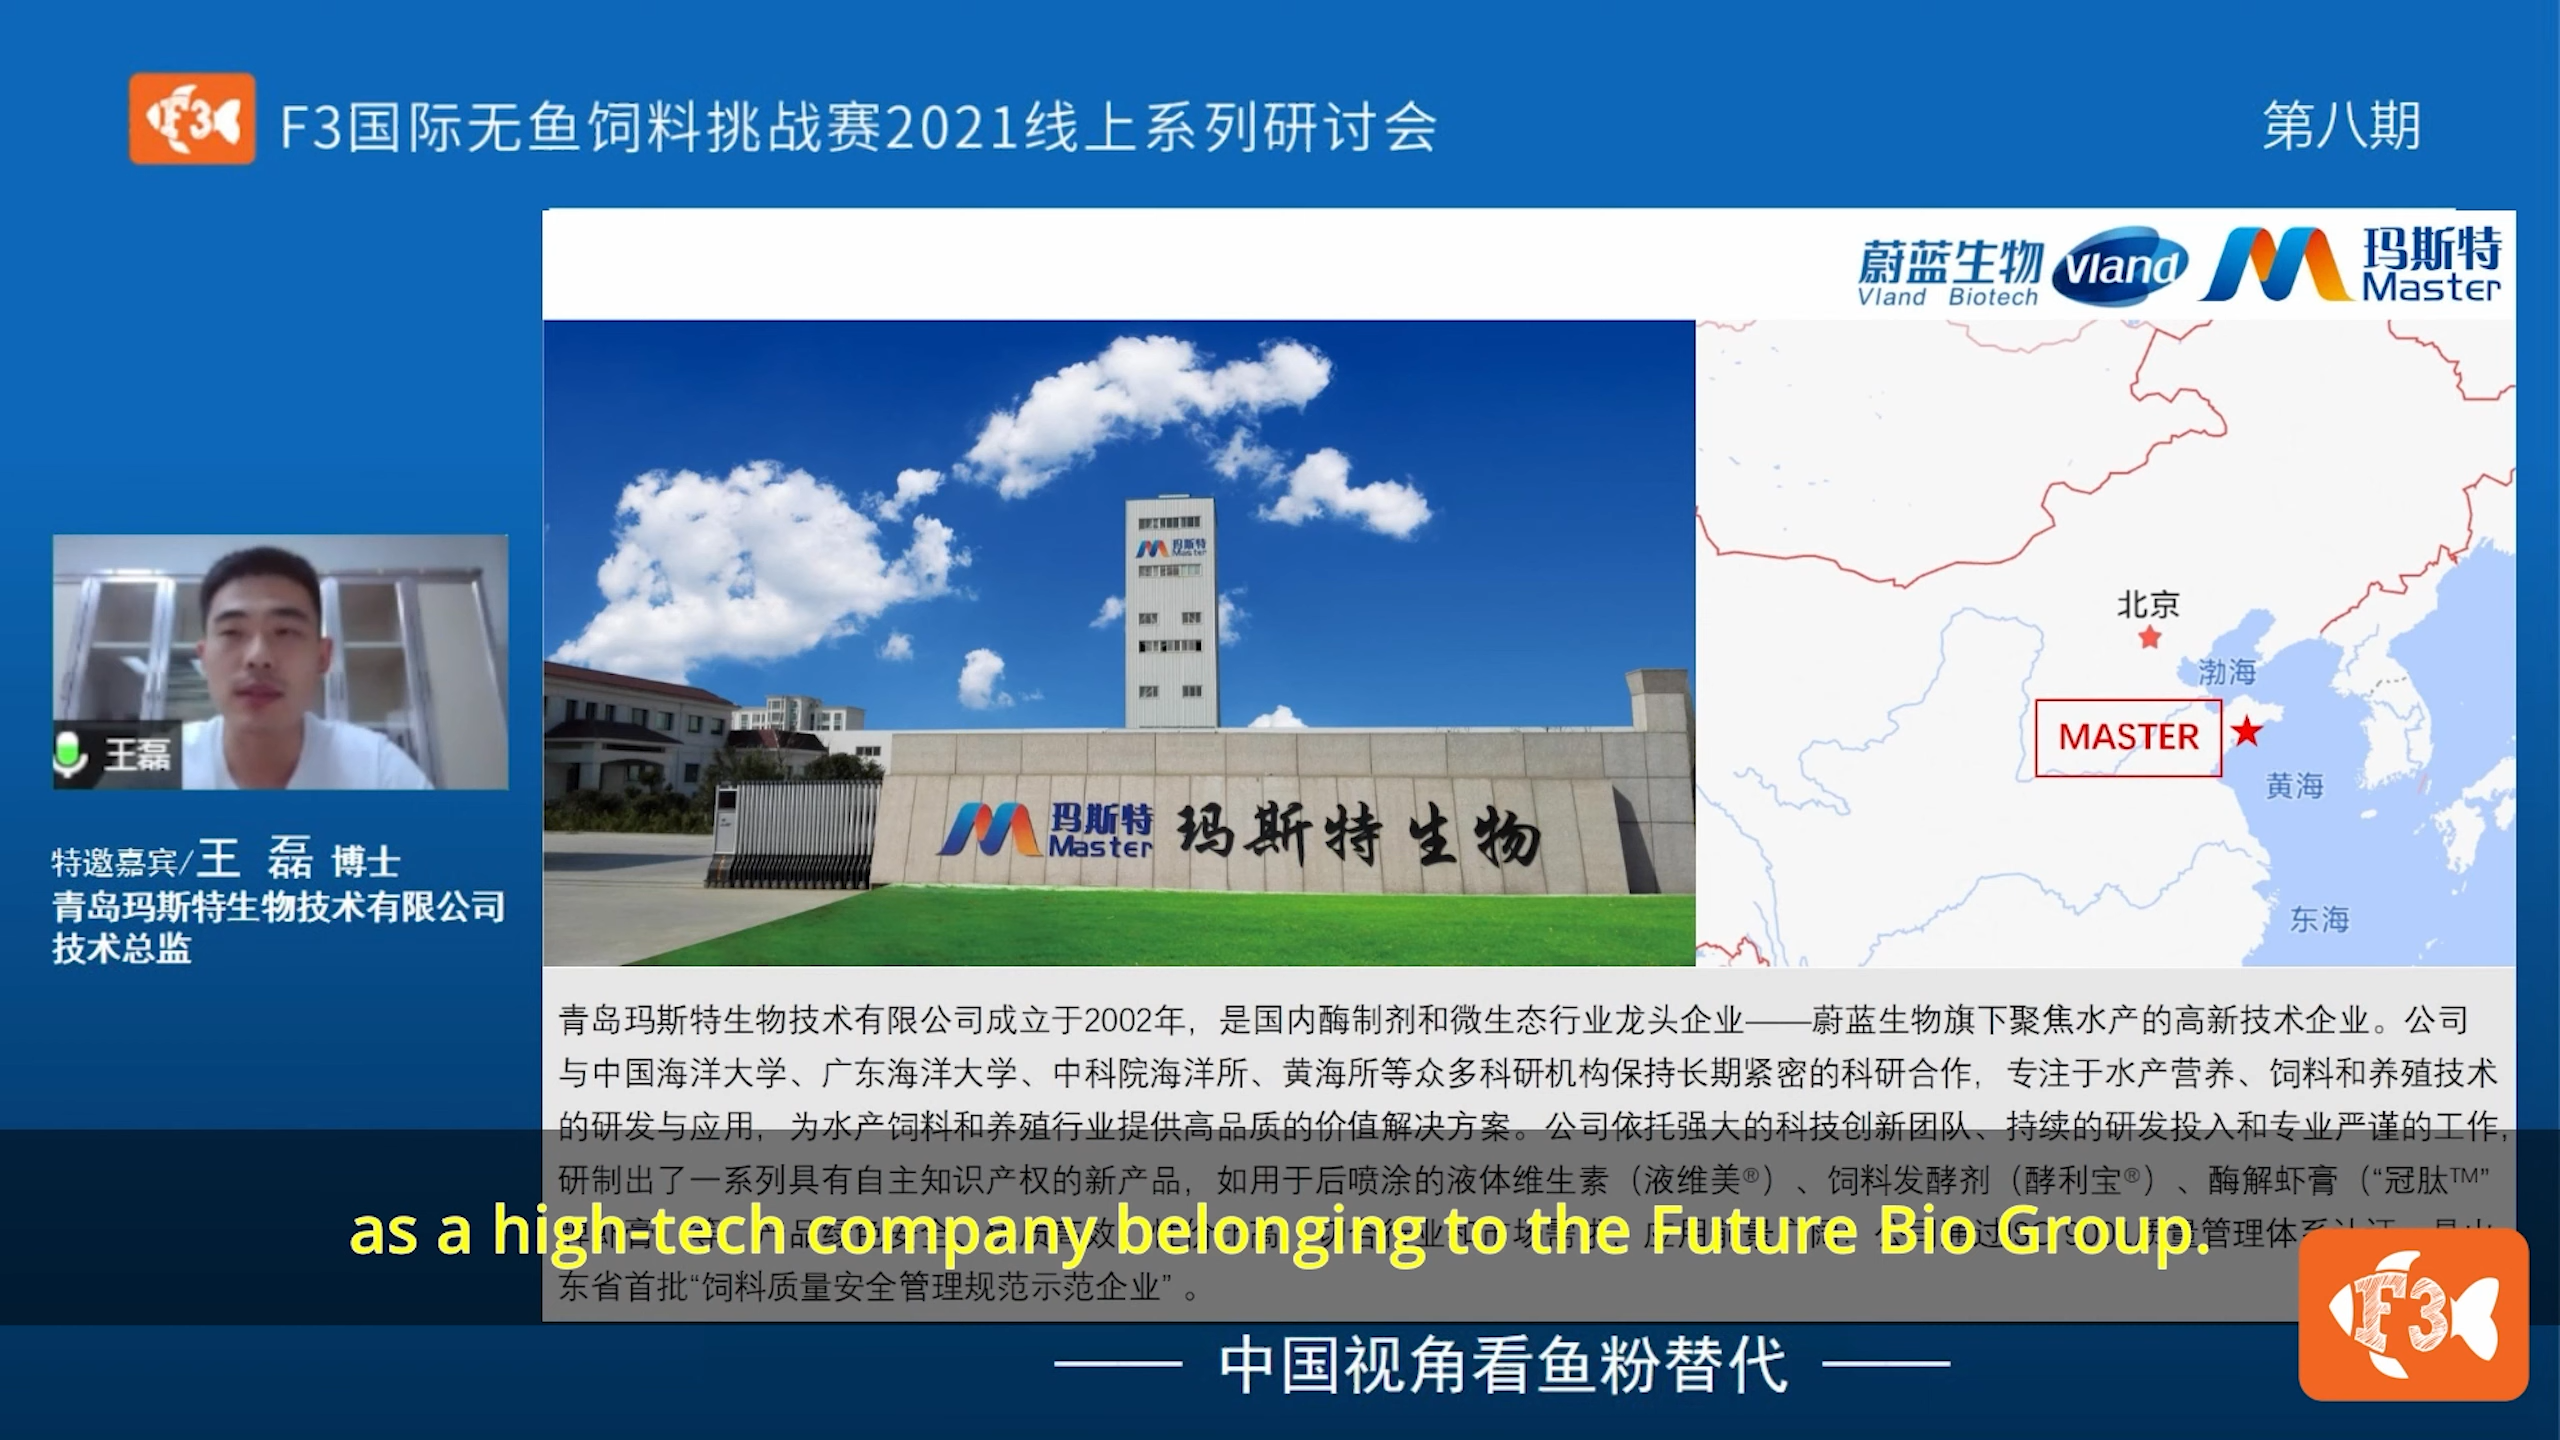 F3
F3国际无鱼饲料挑战赛2021线上系列研讨会
第八期
蔚蓝生物
Vland Biotech
Vland
玛斯特
Master
玛斯特
Master
玛斯特
Master
玛斯特生物
北京
渤海
MASTER
黄海
东海
王磊
特邀嘉宾/王 磊 博士
青岛玛斯特生物技术有限公司
技术总监
青岛玛斯特生物技术有限公司成立于2002年，是国内酶制剂和微生态行业龙头企业——蔚蓝生物旗下聚焦水产的高新技术企业。公司
与中国海洋大学、广东海洋大学、中科院海洋所、黄海所等众多科研机构保持长期紧密的科研合作，专注于水产营养、饲料和养殖技术
的研发与应用，为水产饲料和养殖行业提供高品质的价值解决方案。公司依托强大的科技创新团队、持续的研发投入和专业严谨的工作，
研制出了一系列具有自主知识产权的新产品，如用于后喷涂的液体维生素（液维美®）、饲料发酵剂（酵利宝®）、酶解虾膏（“冠肽™”
as a high-tech company belonging to the Future Bio Group.
东省首批“饲料质量安全管理规范示范企业”。
F3
中国视角看鱼粉替代